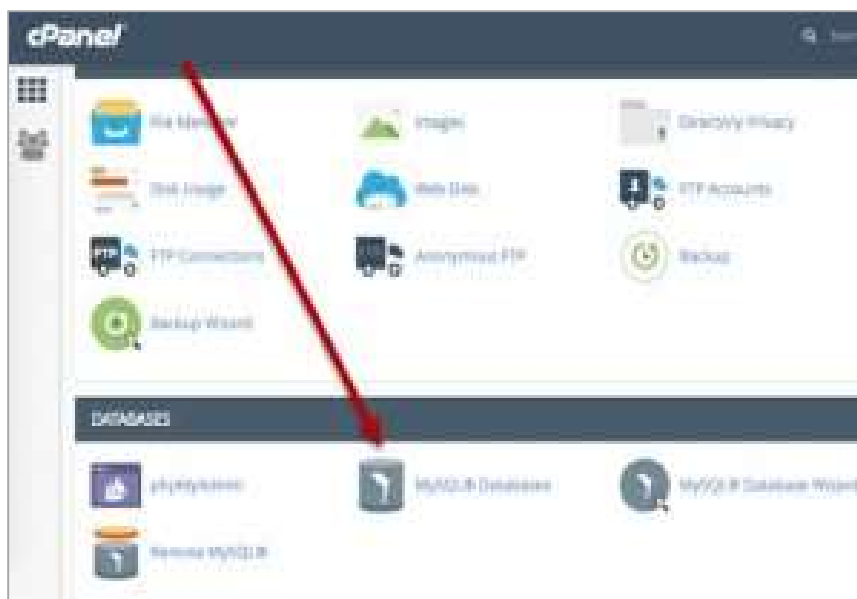 cPanel
File Manager
Images
Directory Privacy
Disk Usage
Web Disk
FTP Accounts
FTP Connections
Anonymous FTP
Backup
Backup Wizard
DATABASES
phpMyAdmin
MySQL® Databases
MySQL® Database Wizard
Remote MySQL®